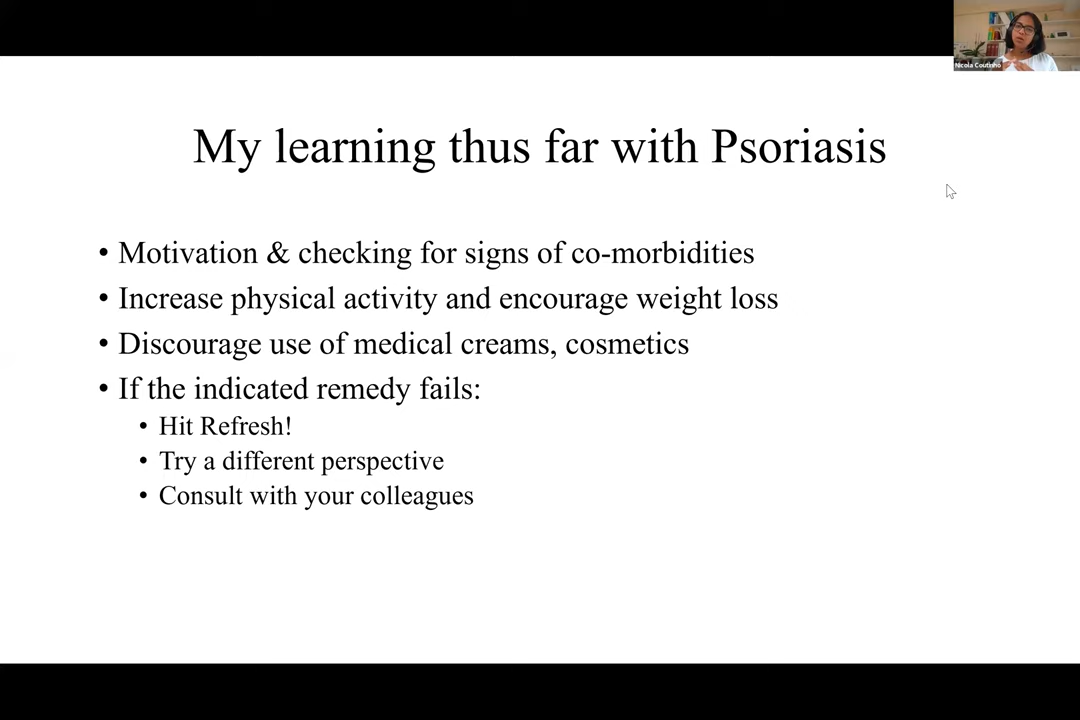 Nicola Coutinho
My learning thus far with Psoriasis
• Motivation & checking for signs of co-morbidities
• Increase physical activity and encourage weight loss
• Discourage use of medical creams, cosmetics
• If the indicated remedy fails:
• Hit Refresh!
• Try a different perspective
• Consult with your colleagues